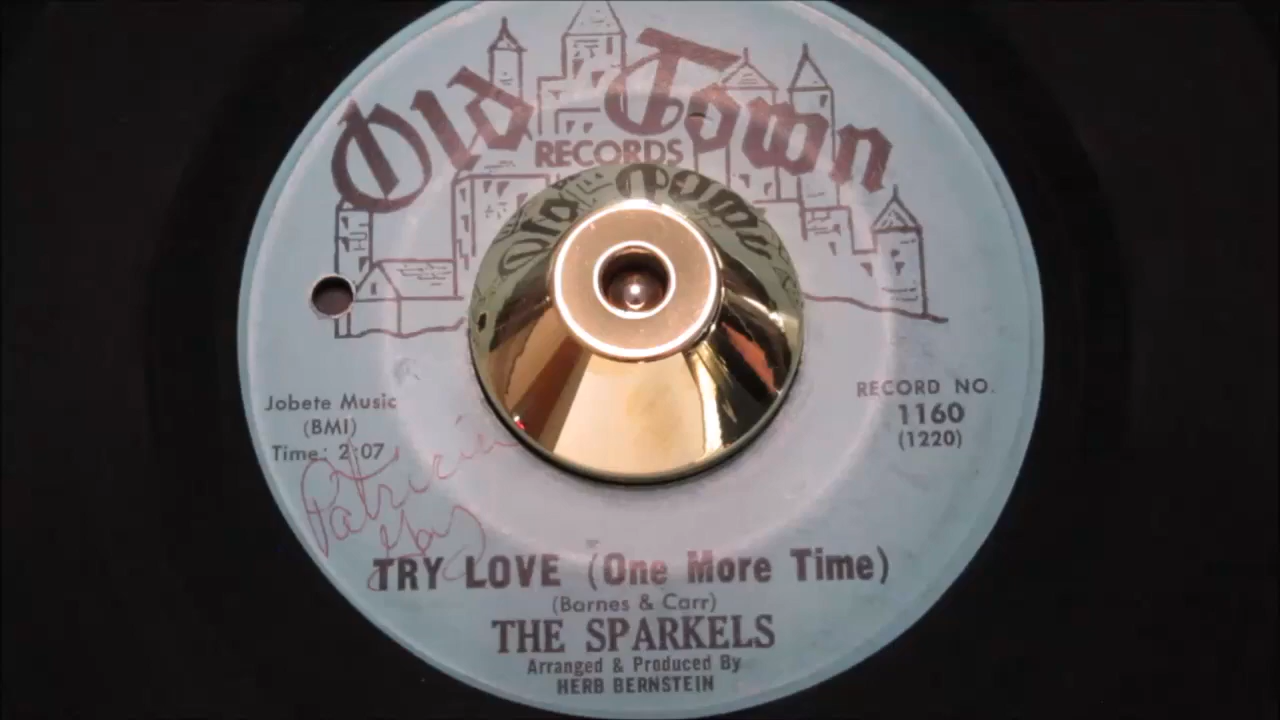 Old Town
RECORDS
Jobete Music
(BMI)
Time: 2:07
RECORD NO.
1160
(1220)
Patricia
TRY LOVE (One More Time)
(Barnes & Carr)
THE SPARKELS
Arranged & Produced By
HERB BERNSTEIN